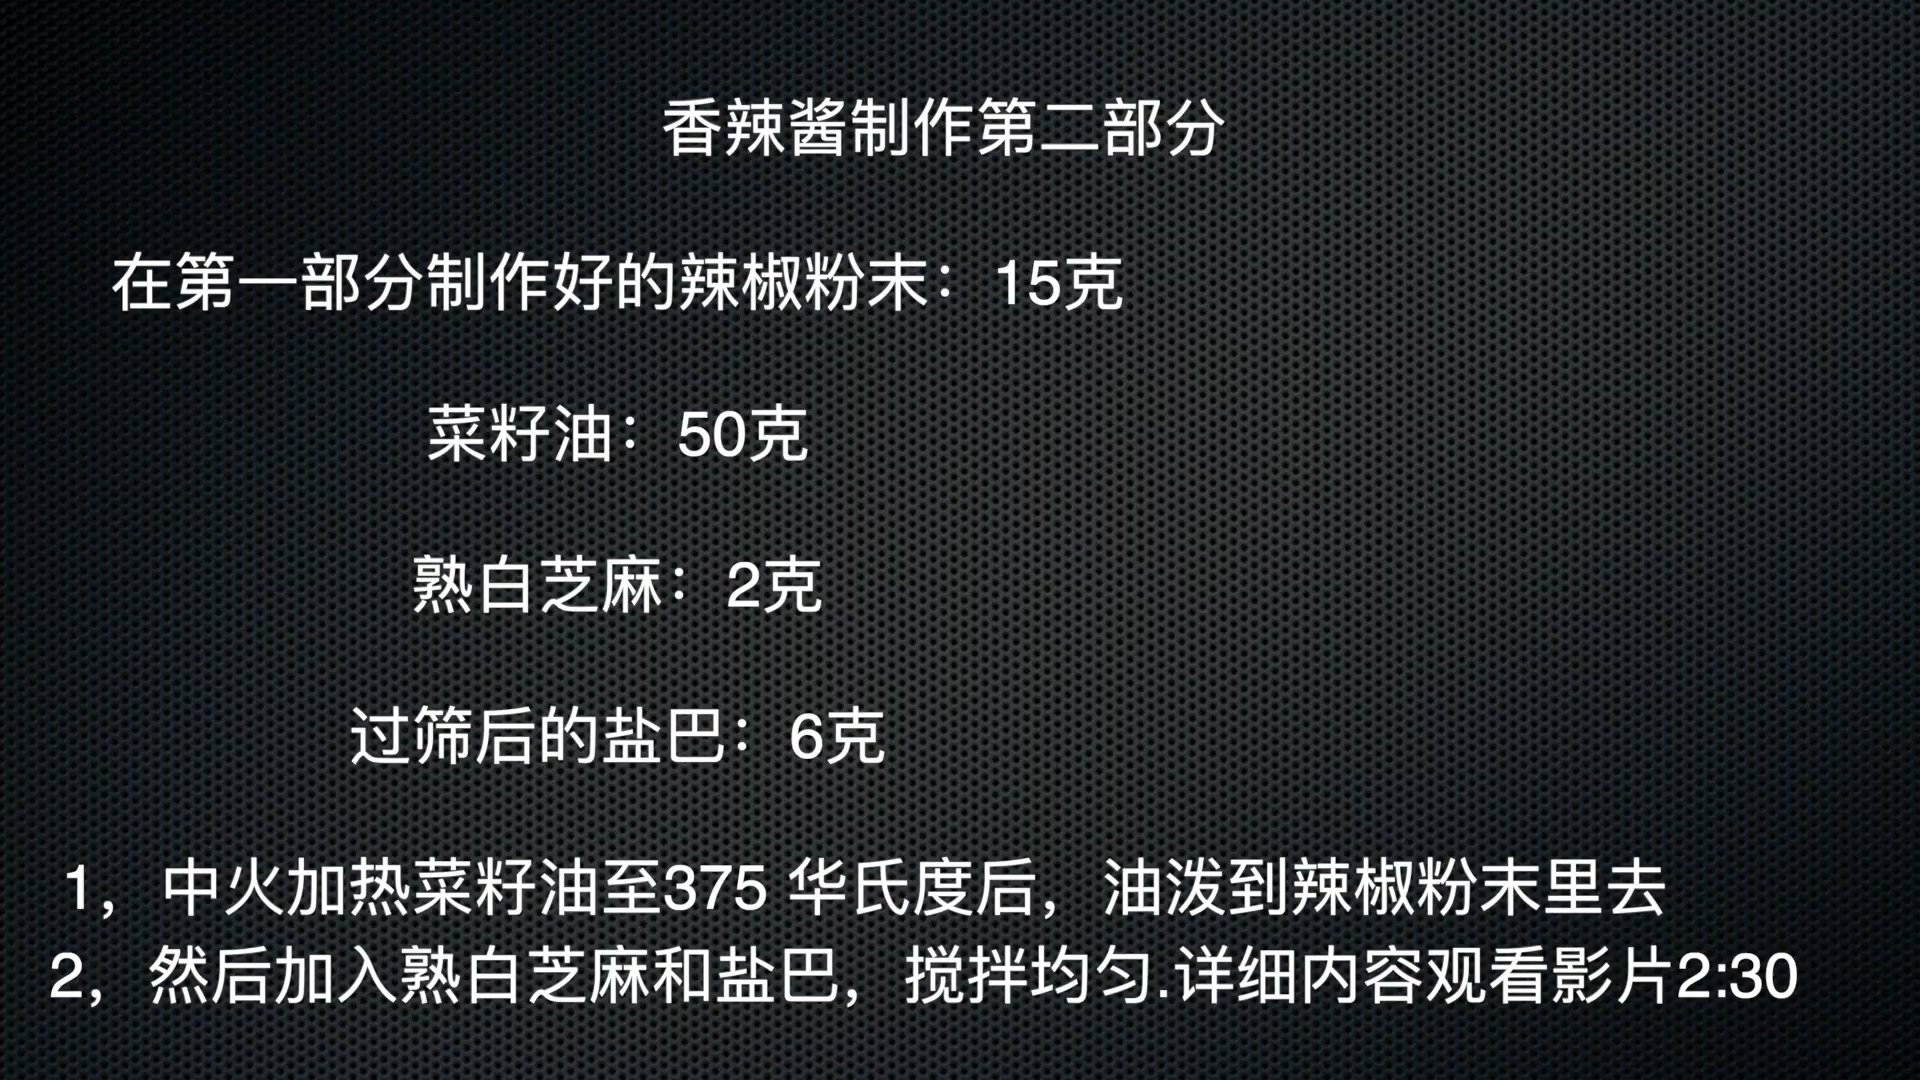 香辣酱制作第二部分
在第一部分制作好的辣椒粉末：15克
菜籽油：50克
熟白芝麻：2克
过筛后的盐巴：6克
1，中火加热菜籽油至375 华氏度后，油泼到辣椒粉末里去
2，然后加入熟白芝麻和盐巴，搅拌均匀.详细内容观看影片2:30